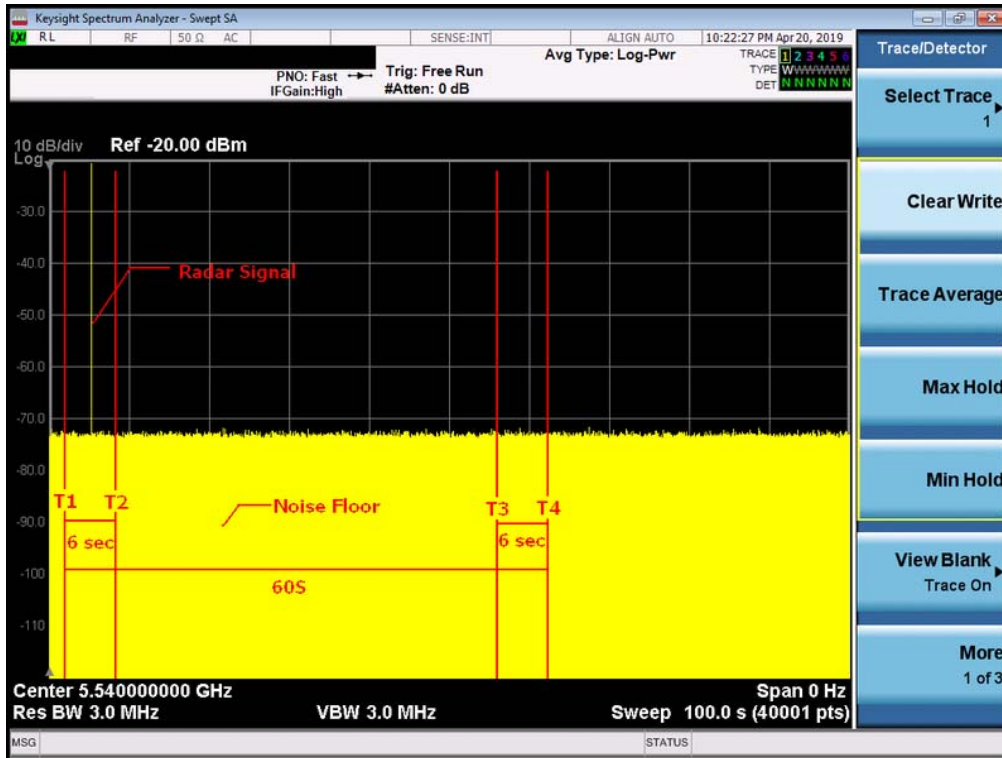 Keysight Spectrum Analyzer - Swept SA
LXI RL RF 50 Ω AC SENSE:INT ALIGN AUTO 10:22:27 PM Apr 20, 2019
Avg Type: Log-Pwr TRACE 1 2 3 4 5 6
PNO: Fast Trig: Free Run TYPE WWWWWW
IFGain:High #Atten: 0 dB DET N N N N N N
Trace/Detector
Select Trace
1
Clear Write
Trace Average
Max Hold
Min Hold
View Blank
Trace On
More
1 of 3
10 dB/div Ref -20.00 dBm
Log
-30.0
-40.0
Radar Signal
-50.0
-60.0
-70.0
-80.0
T1 T2 T3 T4
Noise Floor
-90.0
6 sec 6 sec
-100
60S
-110
Center 5.540000000 GHz Span 0 Hz
Res BW 3.0 MHz VBW 3.0 MHz Sweep 100.0 s (40001 pts)
MSG STATUS